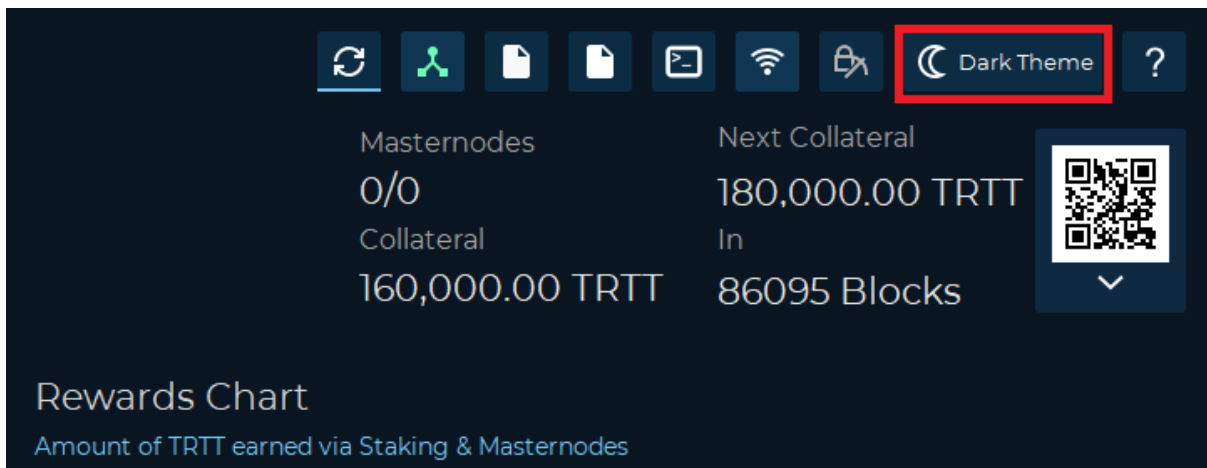 Dark Theme
?
Masternodes
0/0
Collateral
160,000.00 TRTT
Next Collateral
180,000.00 TRTT
In
86095 Blocks
Rewards Chart
Amount of TRTT earned via Staking & Masternodes